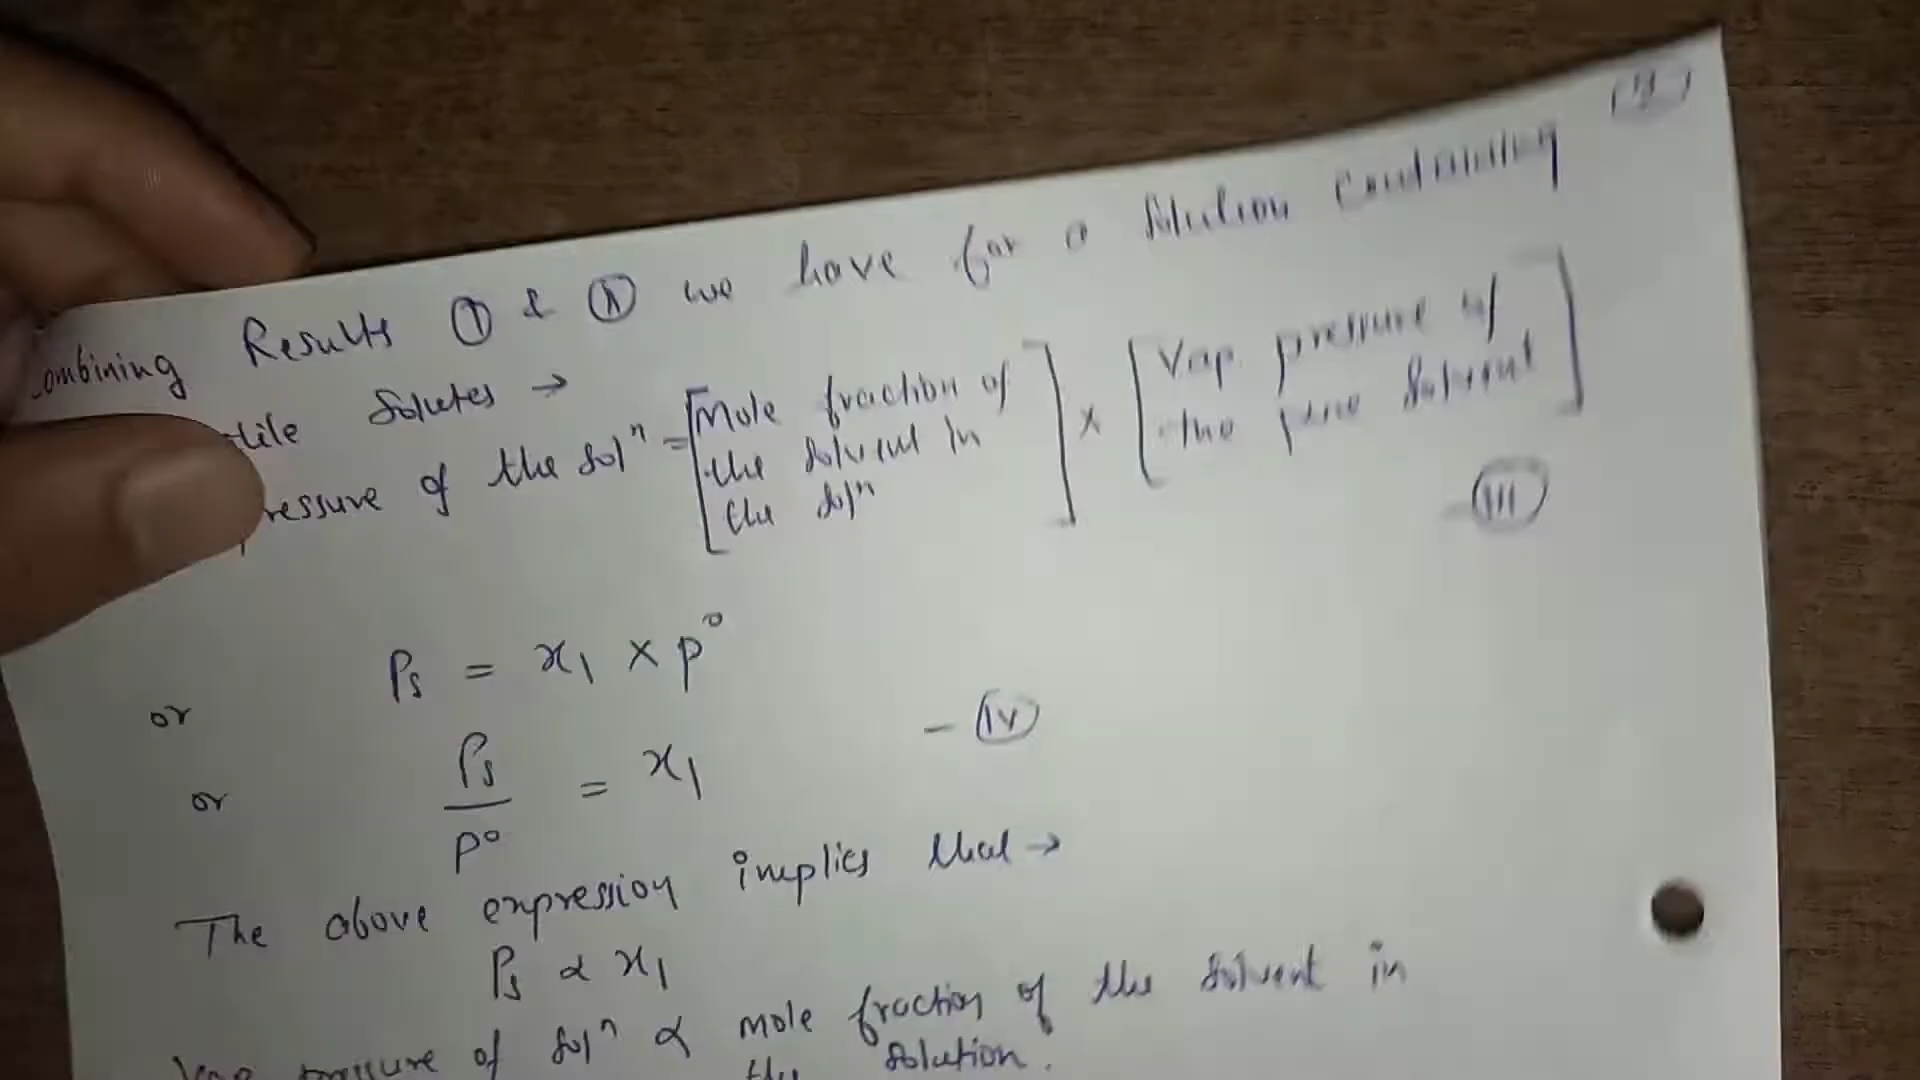 (2)
Combining Results Ⓘ & Ⓘ we have for a solution containing
tile Solutes →
ressure of the solⁿ = [Mole fraction of the solvent in the solⁿ] × [Vap. pressure of the pure solvent]
- (III)
or Ps = x₁ × p°
or Ps/p° = x₁ - (IV)
The above expression implies that →
Ps ∝ x₁
Vap pressure of solⁿ ∝ mole fraction of the solvent in
the solution.